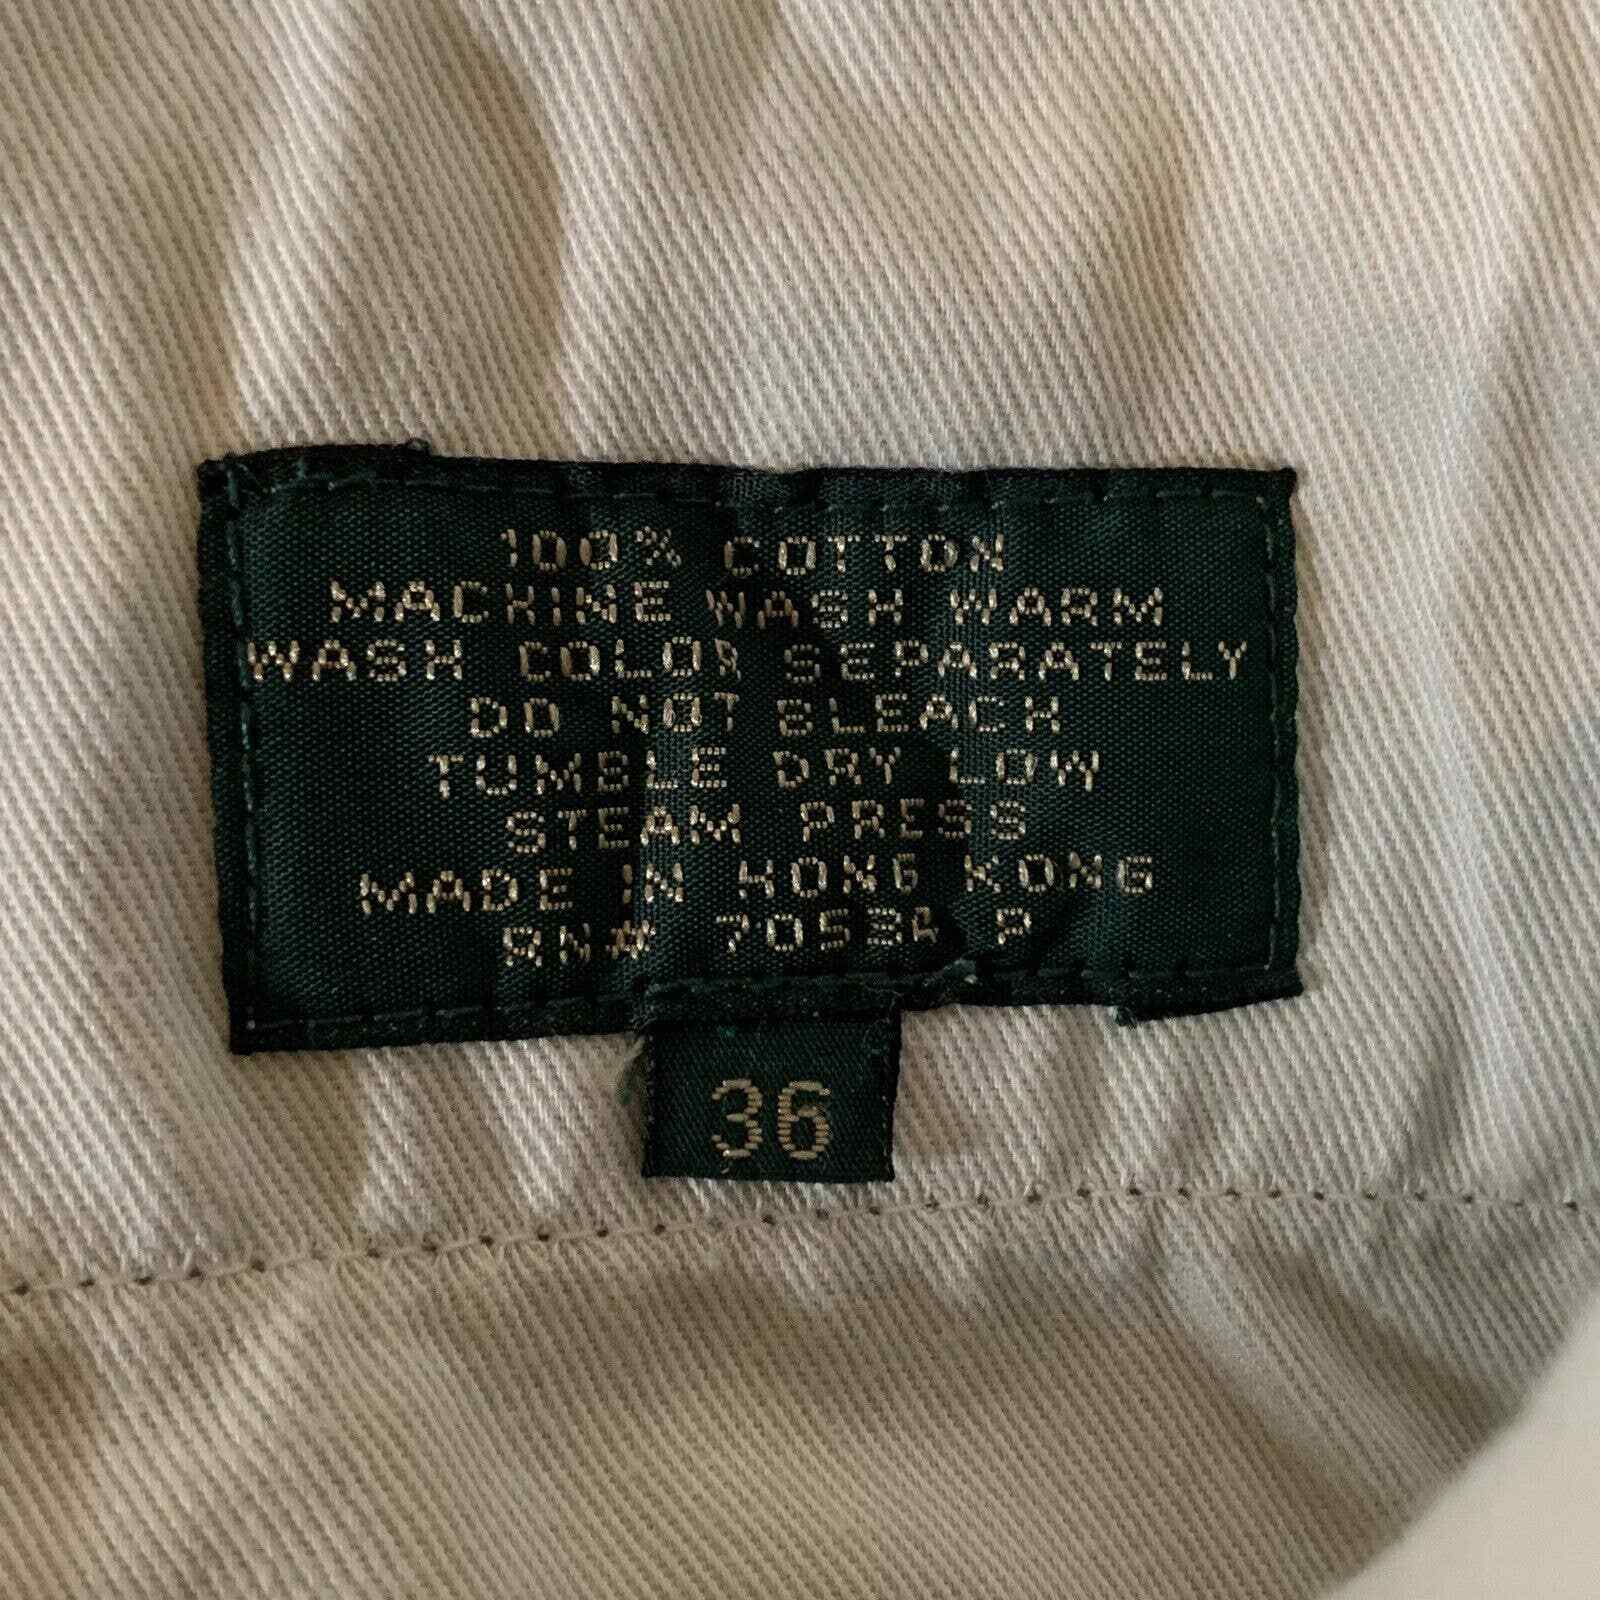 100% COTTON
MACHINE WASH WARM
WASH COLOR SEPARATELY
DO NOT BLEACH
TUMBLE DRY LOW
STEAM PRESS
MADE IN HONG KONG
RN# P
36